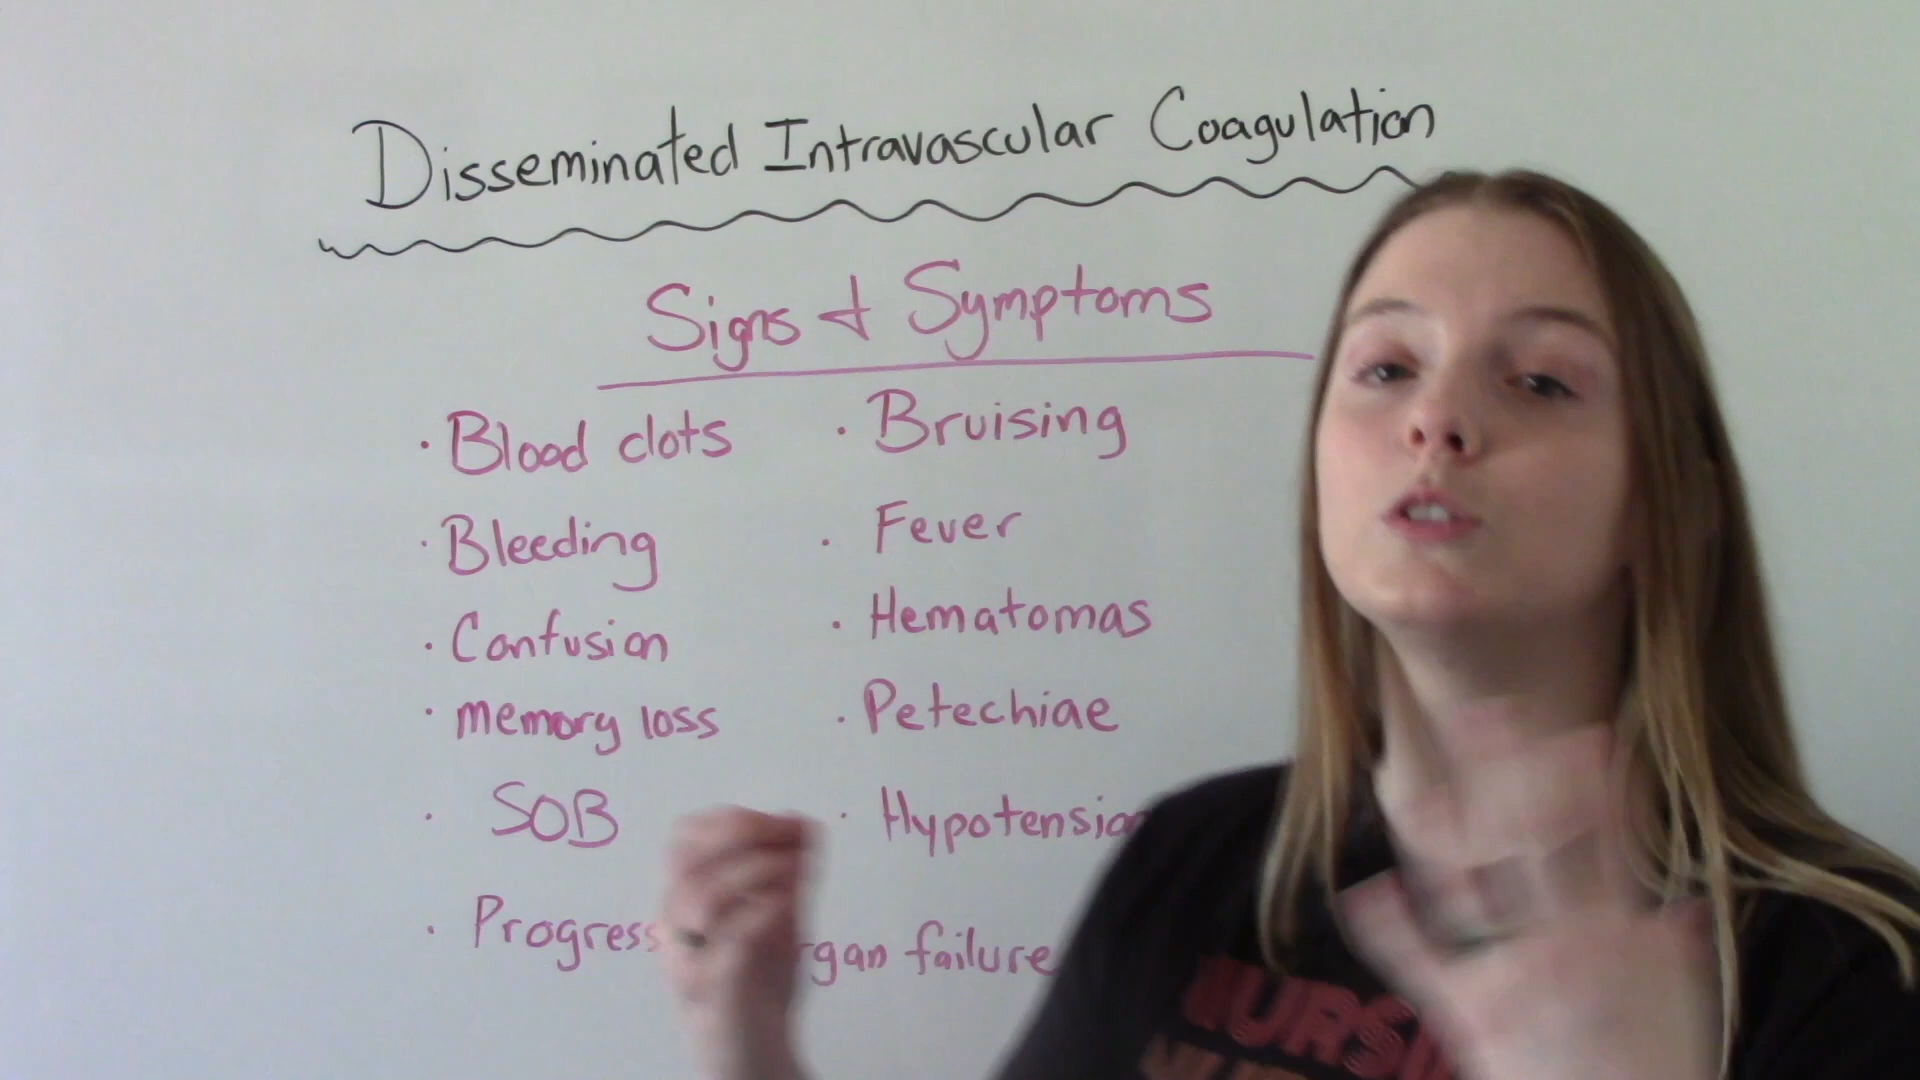 Disseminated Intravascular Coagulation
Signs & Symptoms
· Blood clots
· Bleeding
· Confusion
· memory loss
· SOB
· Bruising
· Fever
· Hematomas
· Petechiae
· Hypotension
· Progress gan failure